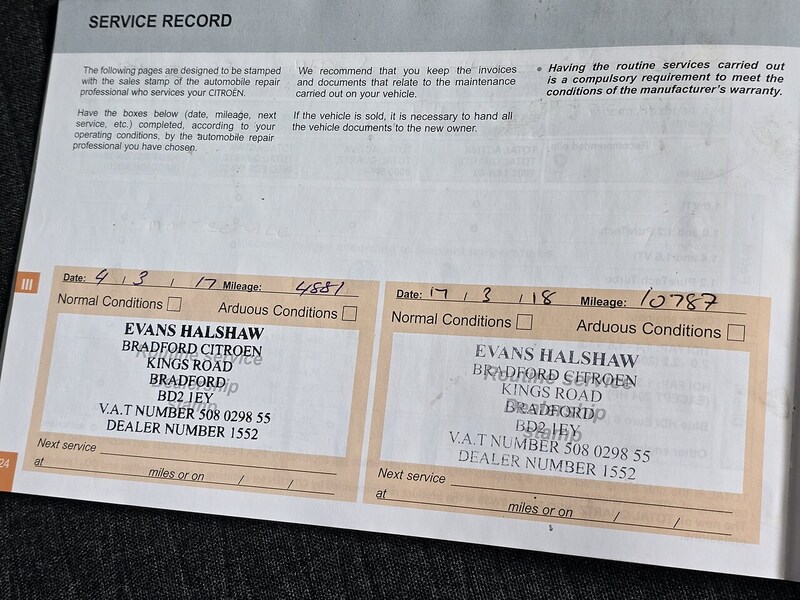 SERVICE RECORD
The following pages are designed to be stamped
with the sales stamp of the automobile repair
professional who services your CITROËN.
Have the boxes below (date, mileage, next
service, etc.) completed, according to your
operating conditions, by the automobile repair
professional you have chosen.
We recommend that you keep the invoices
and documents that relate to the maintenance
carried out on your vehicle.
If the vehicle is sold, it is necessary to hand all
the vehicle documents to the new owner.
• Having the routine services carried out
is a compulsory requirement to meet the
conditions of the manufacturer's warranty.
III
Date: 4 / 3 / 17 Mileage: 4881
Normal Conditions Arduous Conditions
Routine service
Dealership
Stamp
EVANS HALSHAW
BRADFORD CITROEN
KINGS ROAD
BRADFORD
BD2 1EY
V.A.T NUMBER 508 0298 55
DEALER NUMBER 1552
Next service
at miles or on / /
Date: 17 / 3 / 18 Mileage: 10787
Normal Conditions Arduous Conditions
Routine service
Dealership
Stamp
EVANS HALSHAW
BRADFORD CITROEN
KINGS ROAD
BRADFORD
BD2 1EY
V.A.T NUMBER 508 0298 55
DEALER NUMBER 1552
Next service
at miles or on / /
24